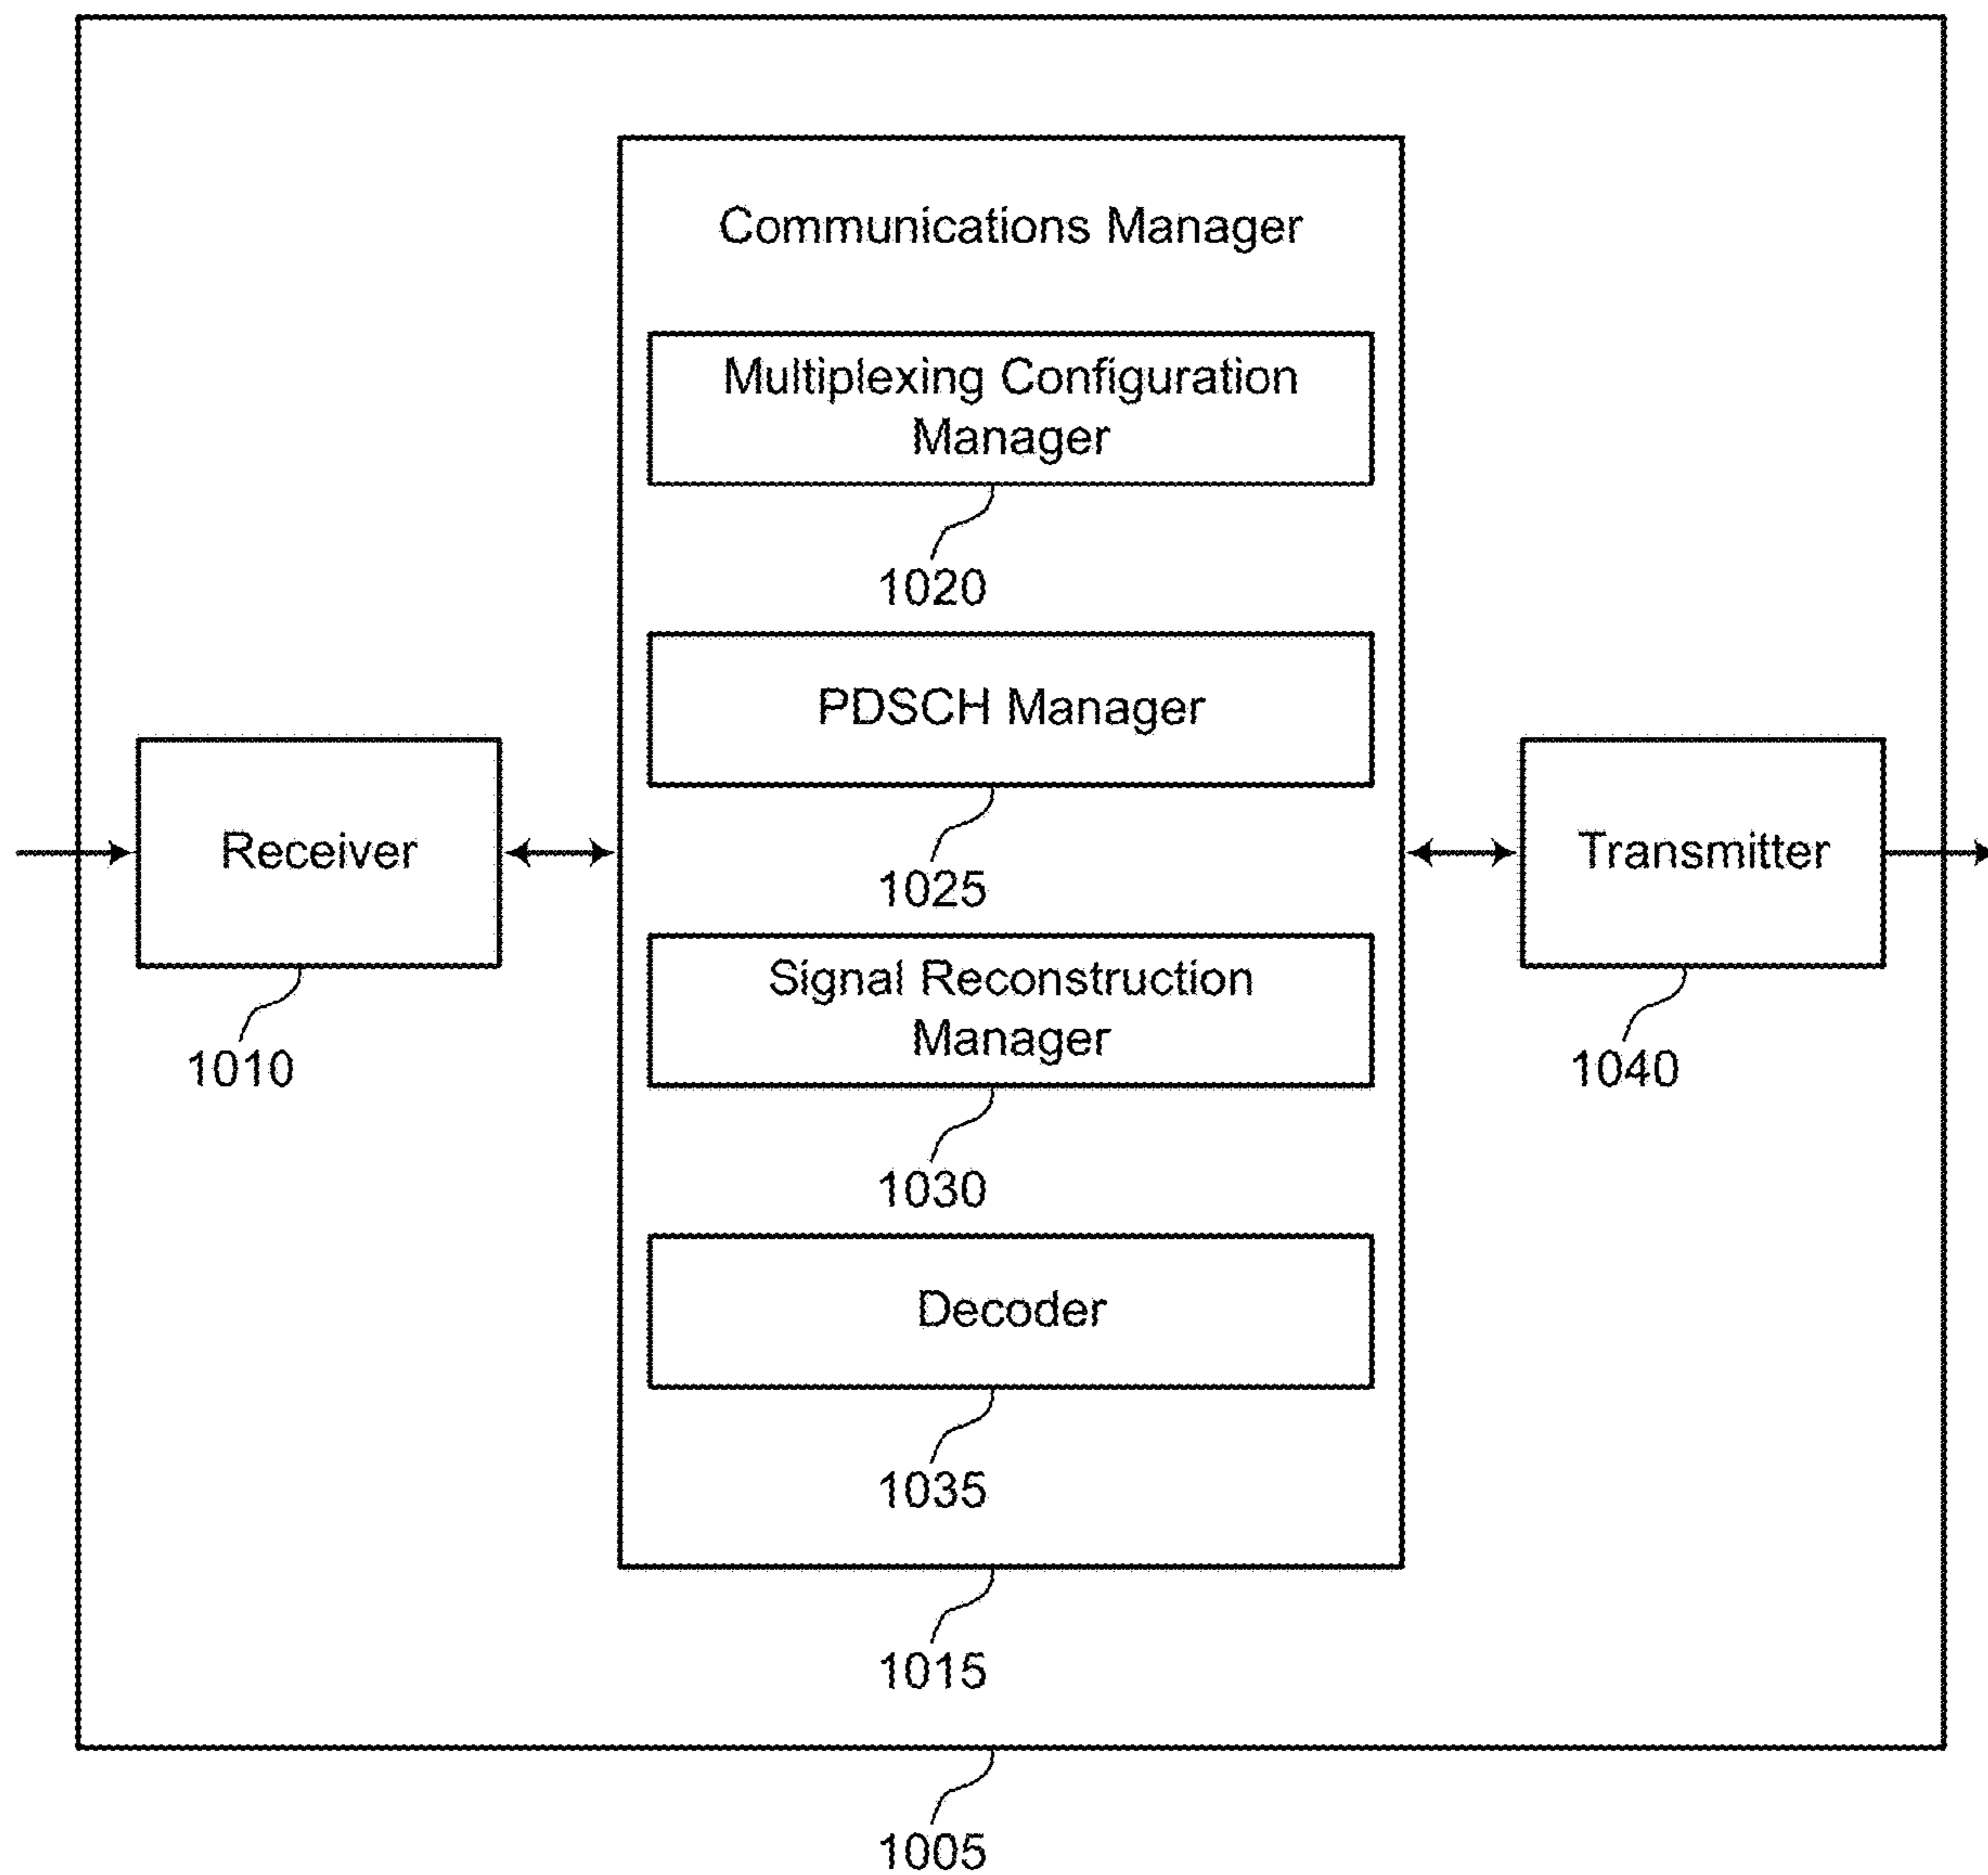 Communications Manager
Multiplexing Configuration
Manager
1020
PDSCH Manager
1025
Receiver
1010
Signal Reconstruction
Manager
1030
Transmitter
1040
Decoder
1035
1015
1005